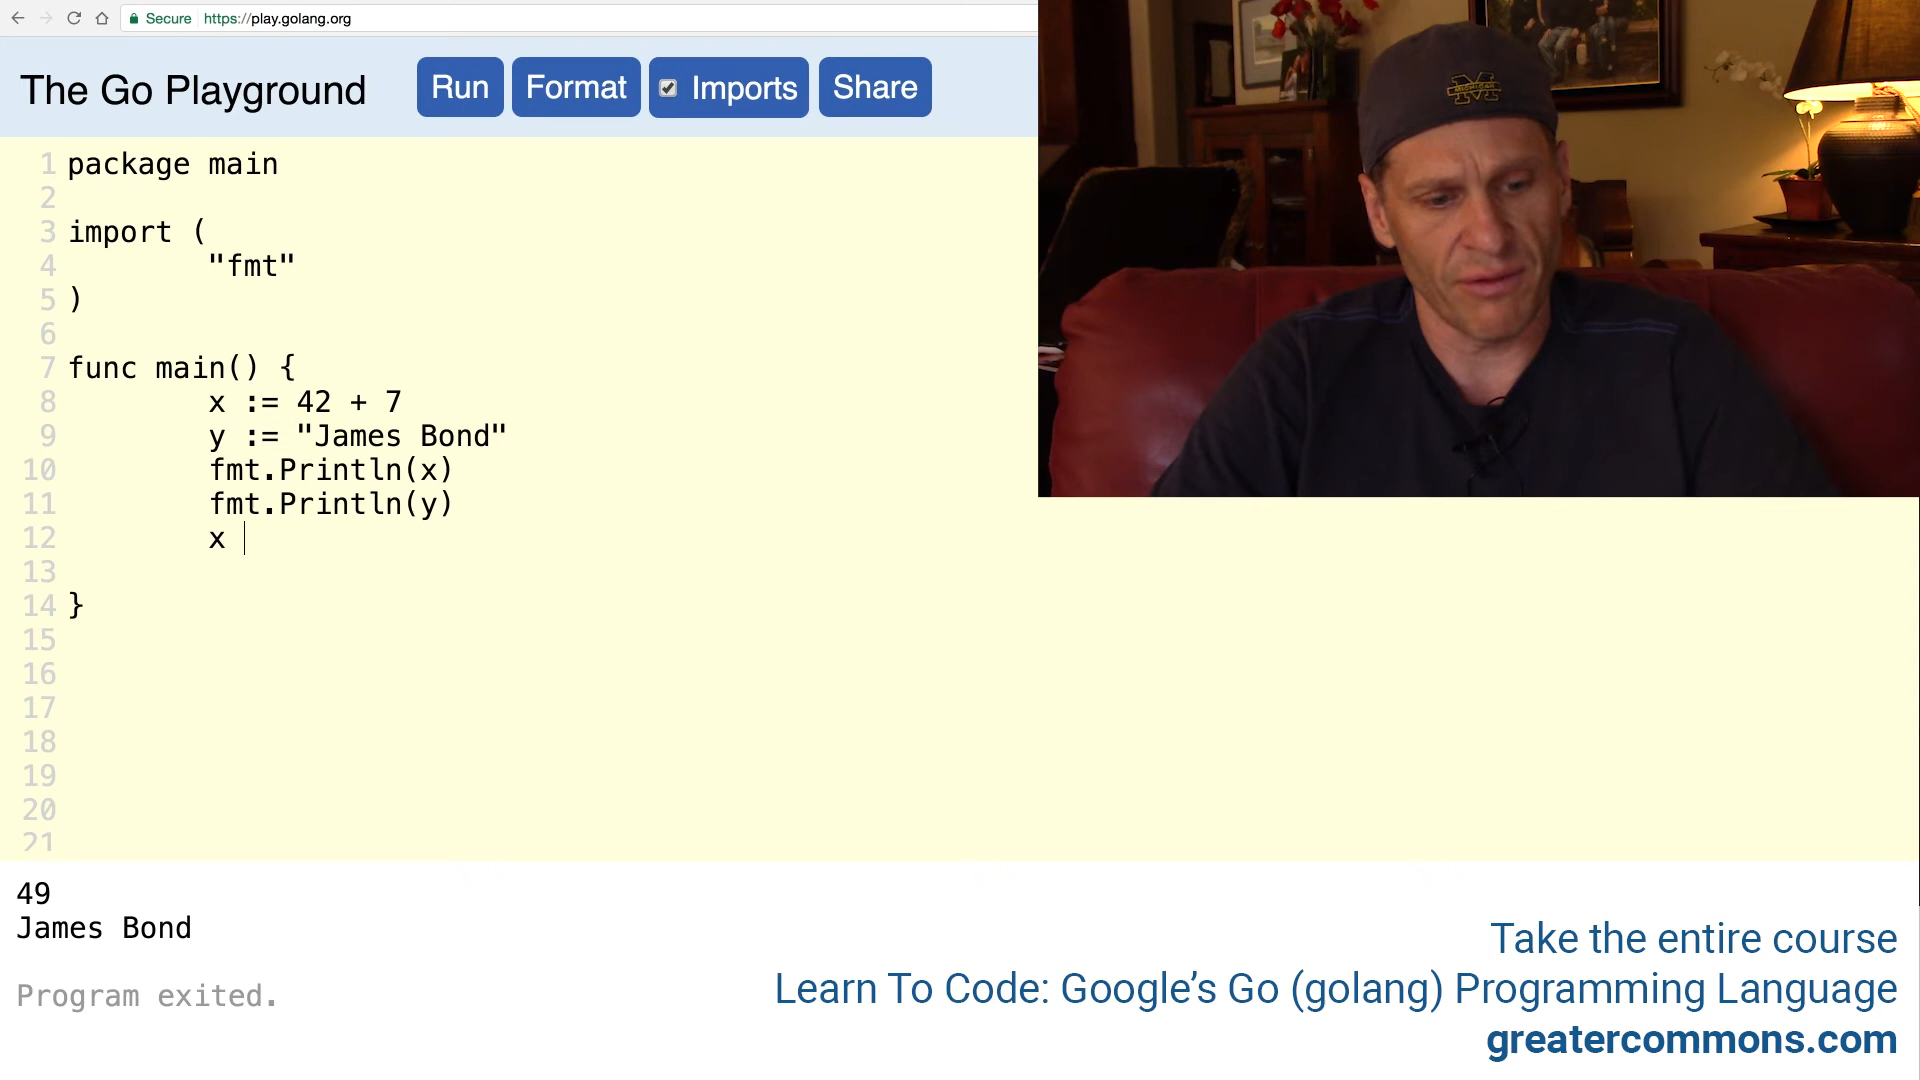 Secure https://play.golang.org
The Go Playground Run Format Imports Share
1 package main
2
3 import (
4 "fmt"
5 )
6
7 func main() {
8 x := 42 + 7
9 y := "James Bond"
10 fmt.Println(x)
11 fmt.Println(y)
12 x
13
14 }
15
16
17
18
19
20
21
49
James Bond
Program exited.
Take the entire course
Learn To Code: Google’s Go (golang) Programming Language
greatercommons.com